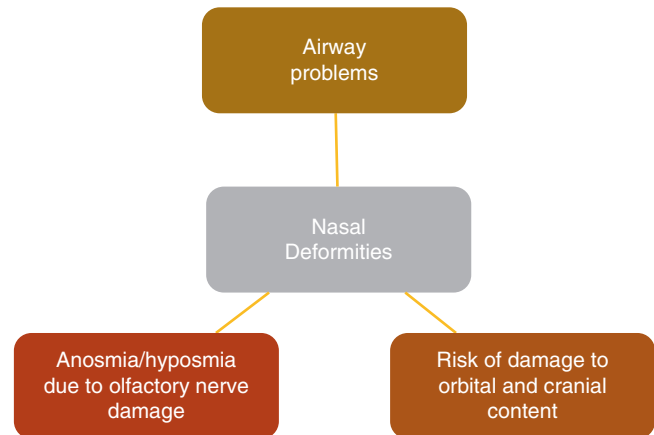 Airway
problems
Nasal
Deformities
Anosmia/hyposmia
due to olfactory nerve
damage
Risk of damage to
orbital and cranial
content